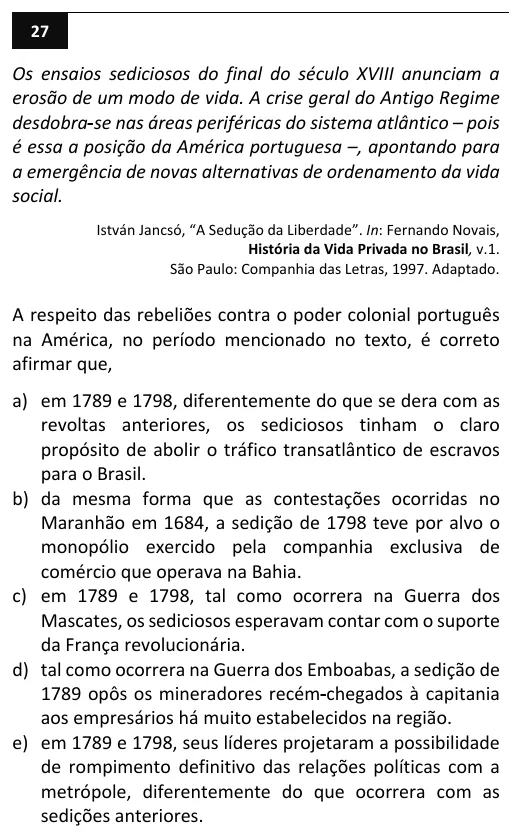 27
Os ensaios sediciosos do final do século XVIII anunciam a
erosão de um modo de vida. A crise geral do Antigo Regime
desdobra-se nas áreas periféricas do sistema atlântico – pois
é essa a posição da América portuguesa –, apontando para
a emergência de novas alternativas de ordenamento da vida
social.
István Jancsó, “A Sedução da Liberdade”. In: Fernando Novais,
História da Vida Privada no Brasil, v.1.
São Paulo: Companhia das Letras, 1997. Adaptado.
A respeito das rebeliões contra o poder colonial português
na América, no período mencionado no texto, é correto
afirmar que,
a) em 1789 e 1798, diferentemente do que se dera com as
revoltas anteriores, os sediciosos tinham o claro
propósito de abolir o tráfico transatlântico de escravos
para o Brasil.
b) da mesma forma que as contestações ocorridas no
Maranhão em 1684, a sedição de 1798 teve por alvo o
monopólio exercido pela companhia exclusiva de
comércio que operava na Bahia.
c) em 1789 e 1798, tal como ocorrera na Guerra dos
Mascates, os sediciosos esperavam contar com o suporte
da França revolucionária.
d) tal como ocorrera na Guerra dos Emboabas, a sedição de
1789 opôs os mineradores recém-chegados à capitania
aos empresários há muito estabelecidos na região.
e) em 1789 e 1798, seus líderes projetaram a possibilidade
de rompimento definitivo das relações políticas com a
metrópole, diferentemente do que ocorrera com as
sedições anteriores.